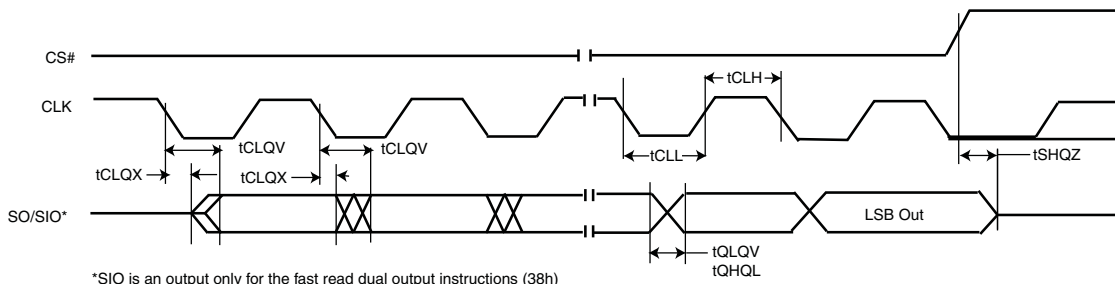 CS#
tCLH
CLK
tCLQV
tCLQV
tCLL
tSHQZ
tCLQX
tCLQX
SO/SIO*
LSB Out
tQLQV
tQHQL
*SIO is an output only for the fast read dual output instructions (38h)